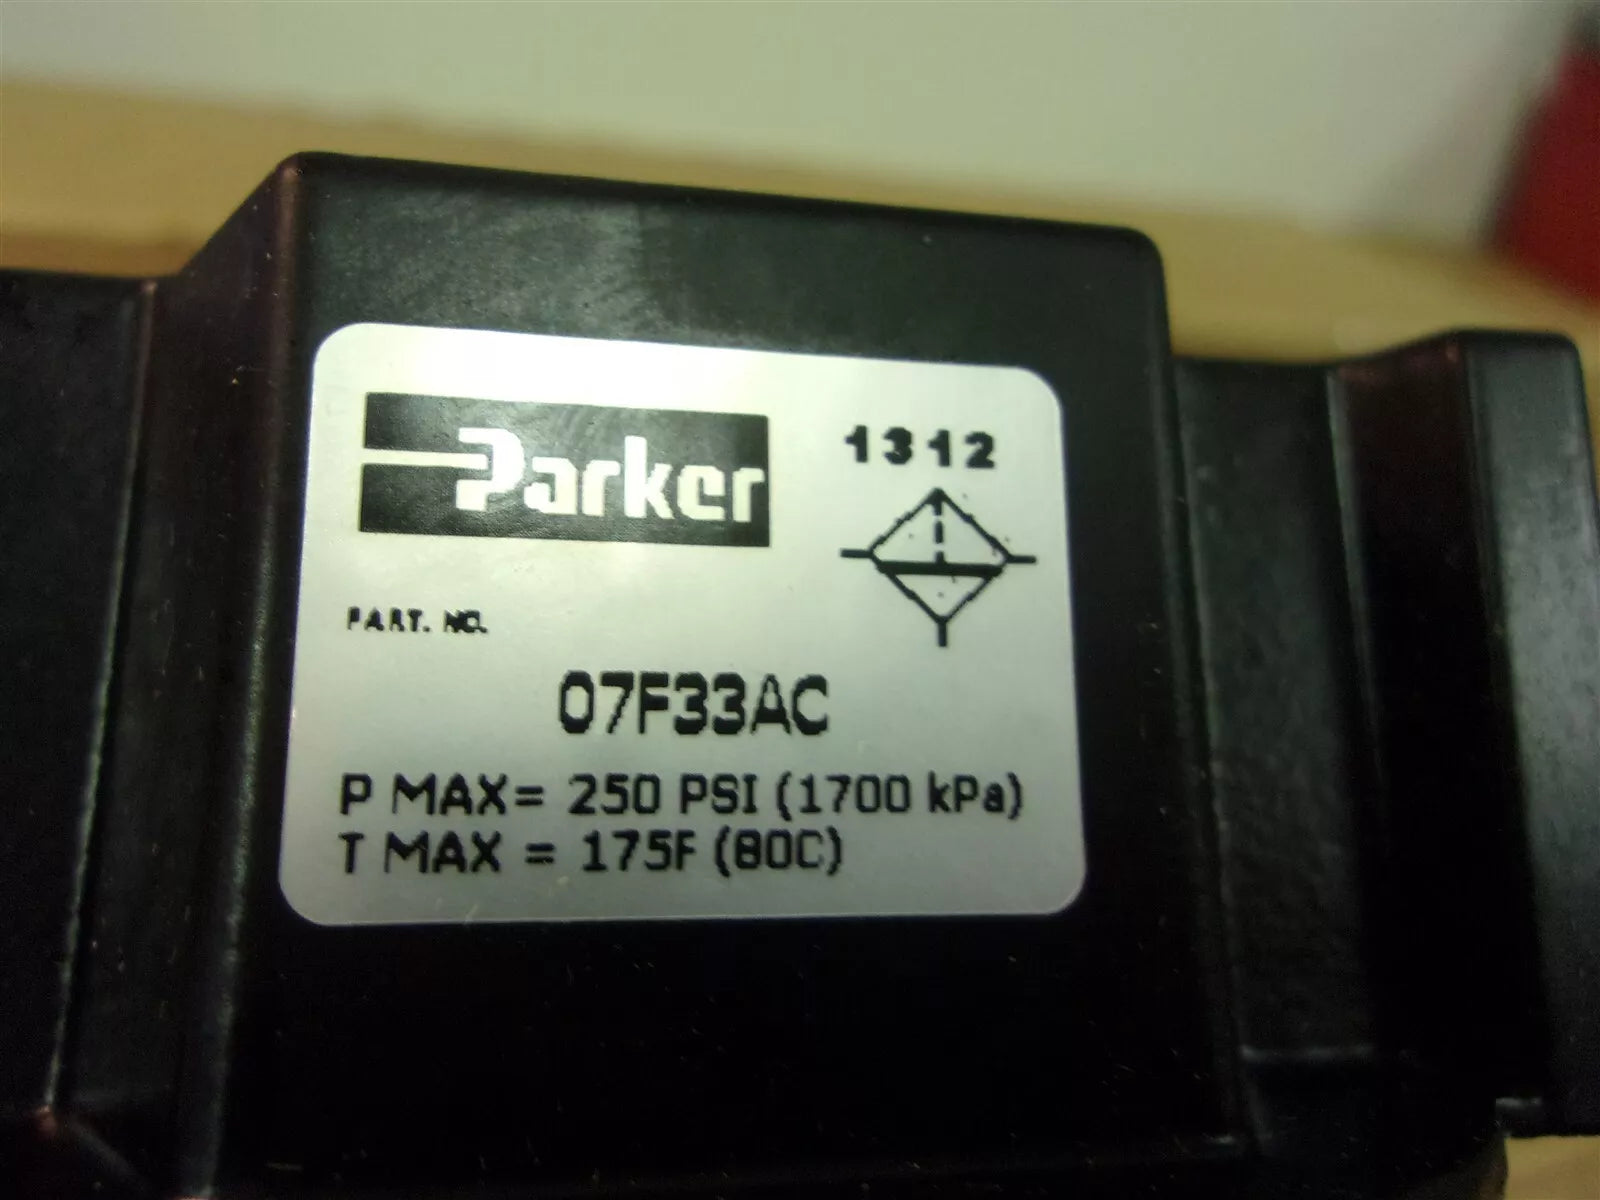 Parker
1312
PART. NO.
07F33AC
P MAX= 250 PSI (1700 kPa)
T MAX = 175F (80C)